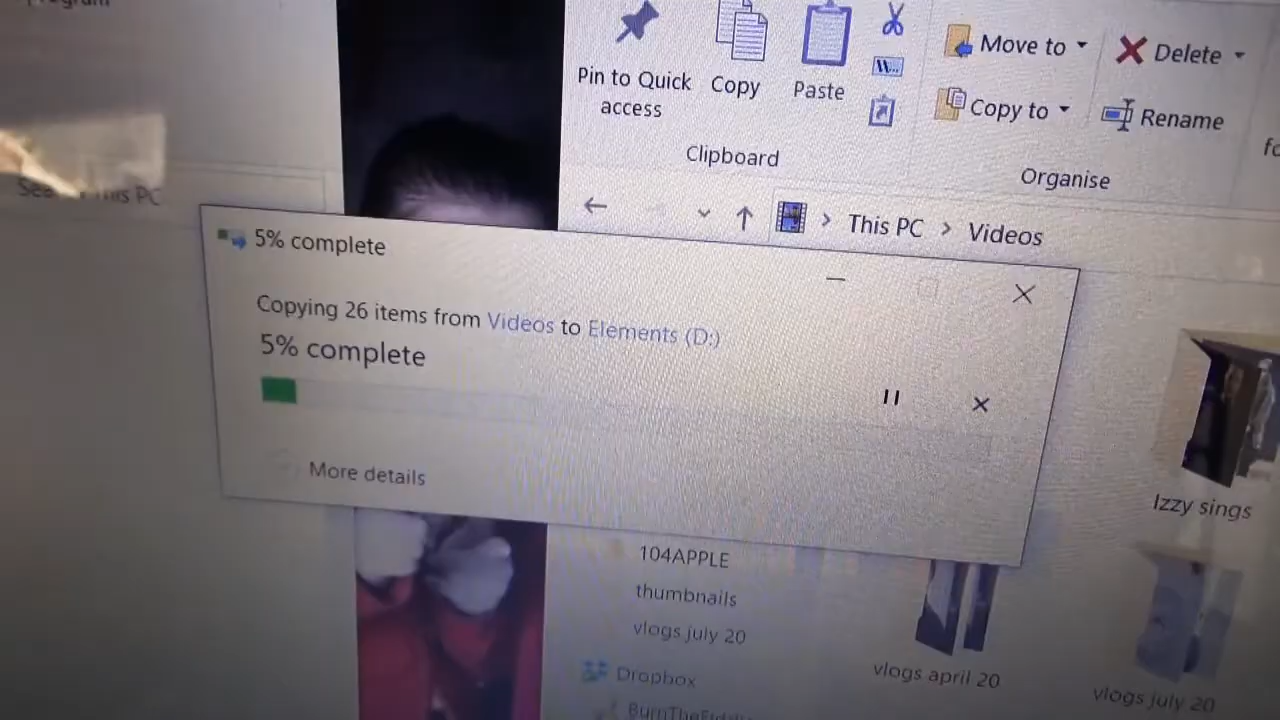 Pin to Quick
access
Copy
Paste
W...
Move to
Copy to
Delete
Rename
Clipboard
Organise
This PC
This PC > Videos
5% complete
Copying 26 items from Videos to Elements (D:)
5% complete
More details
Izzy sings
104APPLE
thumbnails
vlogs july 20
Dropbox
vlogs april 20
vlogs july 20